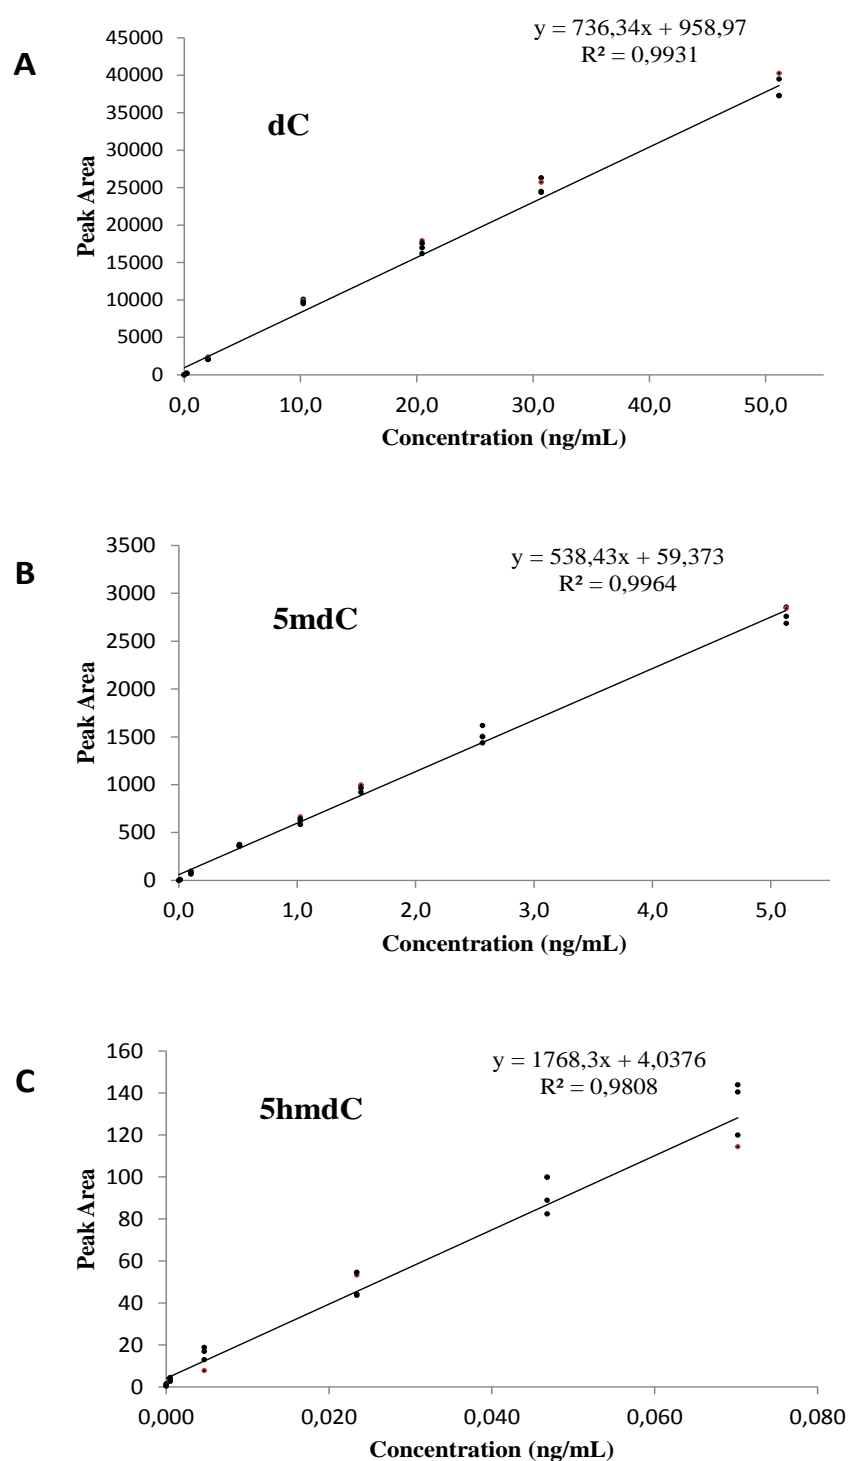 A
y = 736,34x + 958,97
R² = 0,9931
dC
45000
40000
35000
30000
25000
20000
15000
10000
5000
0
Peak Area
0,0 10,0 20,0 30,0 40,0 50,0
Concentration (ng/mL)
B
y = 538,43x + 59,373
R² = 0,9964
5mdC
3500
3000
2500
2000
1500
1000
500
0
Peak Area
0,0 1,0 2,0 3,0 4,0 5,0
Concentration (ng/mL)
C
y = 1768,3x + 4,0376
R² = 0,9808
5hmdC
160
140
120
100
80
60
40
20
0
Peak Area
0,000 0,020 0,040 0,060 0,080
Concentration (ng/mL)